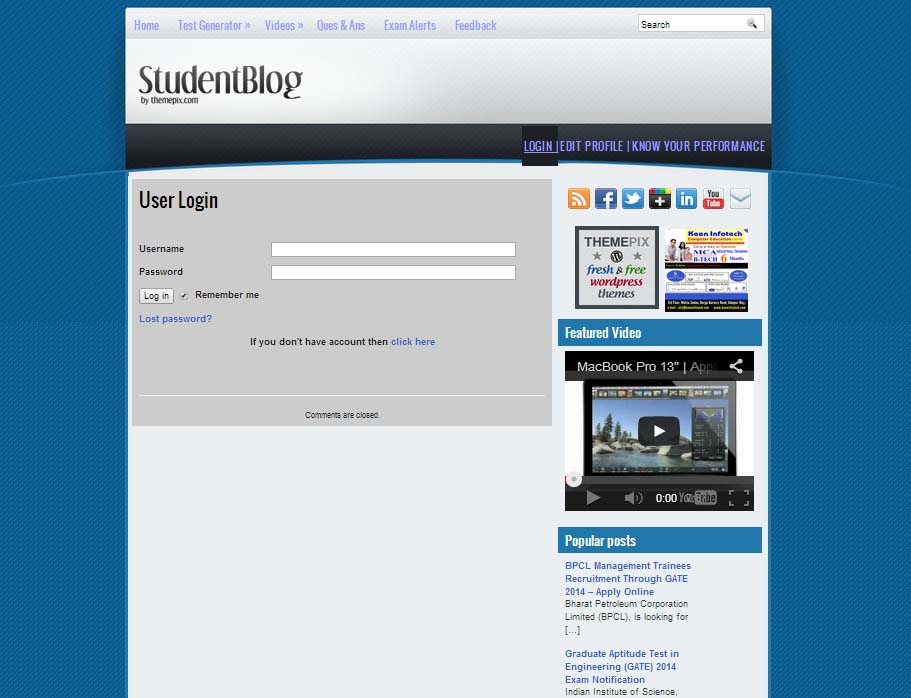 Home Test Generator » Videos » Ques & Ans Exam Alerts Feedback Search
StudentBlog
by themepix.com
LOGIN | EDIT PROFILE | KNOW YOUR PERFORMANCE
User Login
Username
Password
Log in Remember me
Lost password?
If you don't have account then click here
Comments are closed.
You
Tube
THEMEPIX
fresh & free
wordpress
themes
Keen Infotech
Computer Education
MCA
B-TECH 6 Months
Featured Video
MacBook Pro 13" | Appl
0:00 YouTube
Popular posts
BPCL Management Trainees
Recruitment Through GATE
2014 – Apply Online
Bharat Petroleum Corporation
Limited (BPCL), is looking for
[...]
Graduate Aptitude Test in
Engineering (GATE) 2014
Exam Notification
Indian Institute of Science,